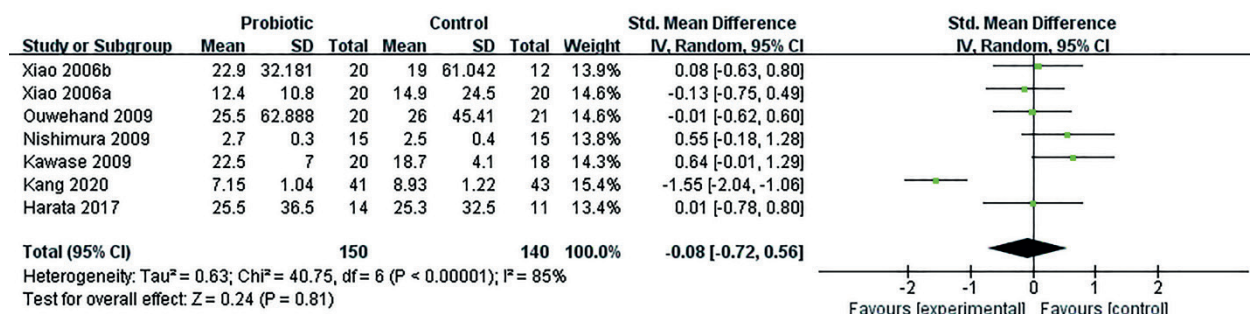 Probiotic Control Std. Mean Difference Std. Mean Difference
Study or Subgroup Mean SD Total Mean SD Total Weight IV, Random, 95% CI IV, Random, 95% CI
Xiao 2006b 22.9 32.181 20 19 61.042 12 13.9% 0.08 [-0.63, 0.80]
Xiao 2006a 12.4 10.8 20 14.9 24.5 20 14.6% -0.13 [-0.75, 0.49]
Ouwehand 2009 25.5 62.888 20 26 45.41 21 14.6% -0.01 [-0.62, 0.60]
Nishimura 2009 2.7 0.3 15 2.5 0.4 15 13.8% 0.55 [-0.18, 1.28]
Kawase 2009 22.5 7 20 18.7 4.1 18 14.3% 0.64 [-0.01, 1.29]
Kang 2020 7.15 1.04 41 8.93 1.22 43 15.4% -1.55 [-2.04, -1.06]
Harata 2017 25.5 36.5 14 25.3 32.5 11 13.4% 0.01 [-0.78, 0.80]
Total (95% CI) 150 140 100.0% -0.08 [-0.72, 0.56]
Heterogeneity: Tau² = 0.63; Chi² = 40.75, df = 6 (P < 0.00001); I² = 85%
Test for overall effect: Z = 0.24 (P = 0.81)
-2 -1 0 1 2
Favours [experimental] Favours [control]